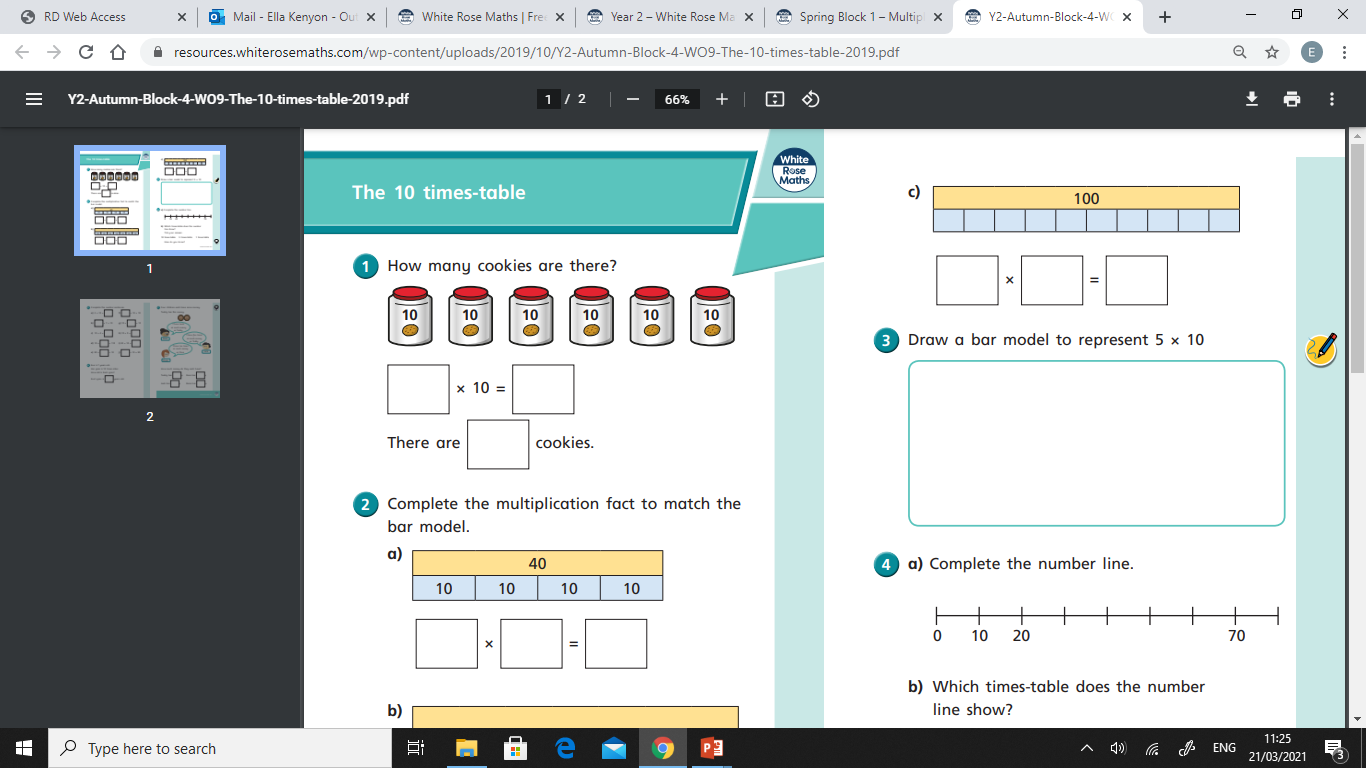 RD Web Access
Mail - Ella Kenyon - Ou
White Rose Maths | Fre
Year 2 – White Rose Ma
Spring Block 1 – Multip
Y2-Autumn-Block-4-WO
resources.whiterosemaths.com/wp-content/uploads/2019/10/Y2-Autumn-Block-4-WO9-The-10-times-table-2019.pdf
E
Y2-Autumn-Block-4-WO9-The-10-times-table-2019.pdf
1 / 2
66%
1
2
The 10 times-table
White
Rose
Maths
1 How many cookies are there?
10 10 10 10 10 10
× 10 =
There are cookies.
2 Complete the multiplication fact to match the
bar model.
a)
40
10 10 10 10
× =
b)
c)
100
× =
3 Draw a bar model to represent 5 × 10
4 a) Complete the number line.
0 10 20 70
b) Which times-table does the number
line show?
Type here to search
ENG
11:25
21/03/2021
3